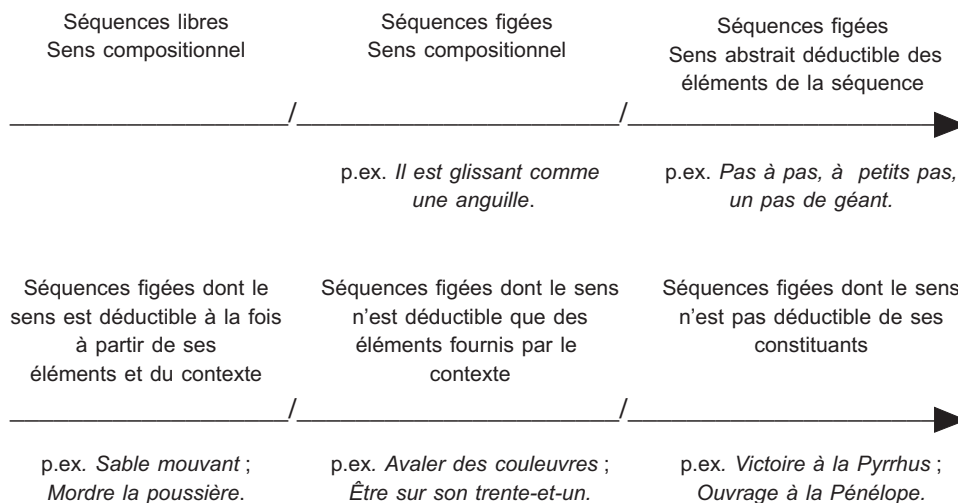 Séquences libres
Sens compositionnel
Séquences figées
Sens compositionnel
Séquences figées
Sens abstrait déductible des
éléments de la séquence
p.ex. Il est glissant comme
une anguille.
p.ex. Pas à pas, à petits pas,
un pas de géant.
Séquences figées dont le
sens est déductible à la fois
à partir de ses
éléments et du contexte
Séquences figées dont le sens
n’est déductible que des
éléments fournis par le
contexte
Séquences figées dont le sens
n’est pas déductible de ses
constituants
p.ex. Sable mouvant ;
Mordre la poussière.
p.ex. Avaler des couleuvres ;
Être sur son trente-et-un.
p.ex. Victoire à la Pyrrhus ;
Ouvrage à la Pénélope.